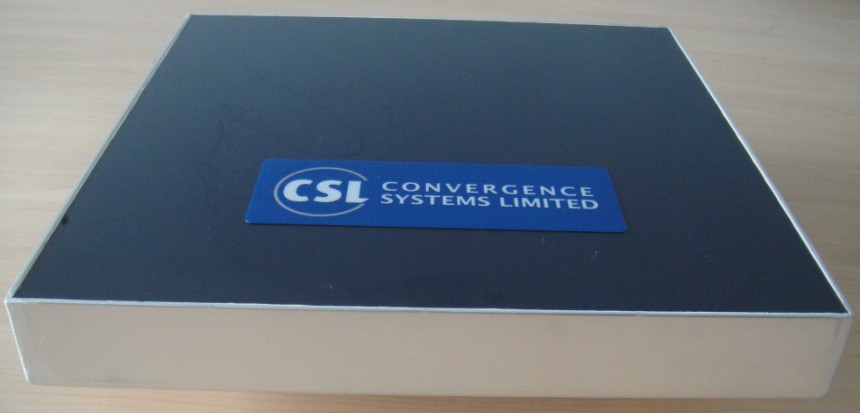 CSL CONVERGENCE
SYSTEMS LIMITED